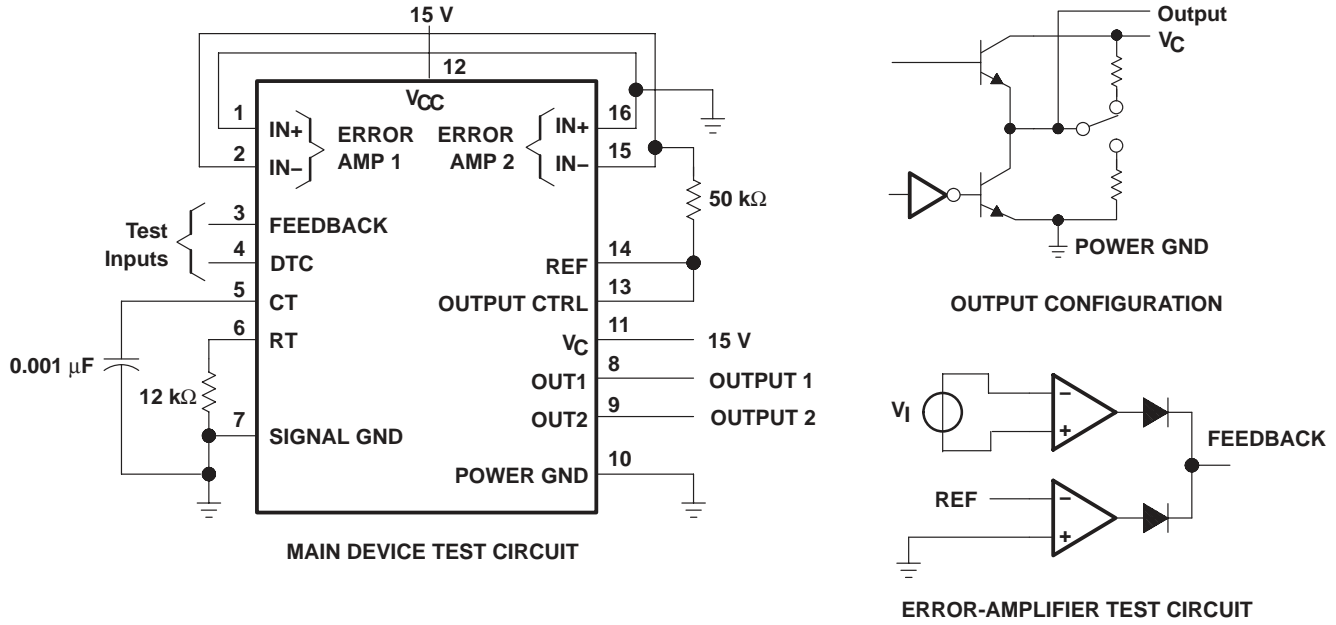 15 V
12
VCC
1
IN+
ERROR
AMP 1
2
IN−
ERROR
AMP 2
IN+
16
IN−
15
50 kΩ
Test
Inputs
3
FEEDBACK
4
DTC
5
CT
6
RT
0.001 μF
12 kΩ
7
SIGNAL GND
REF
14
OUTPUT CTRL
13
VC
11
15 V
OUT1
8
OUTPUT 1
OUT2
9
OUTPUT 2
POWER GND
10
MAIN DEVICE TEST CIRCUIT
Output
VC
POWER GND
OUTPUT CONFIGURATION
VI
−
+
FEEDBACK
REF
−
+
ERROR-AMPLIFIER TEST CIRCUIT